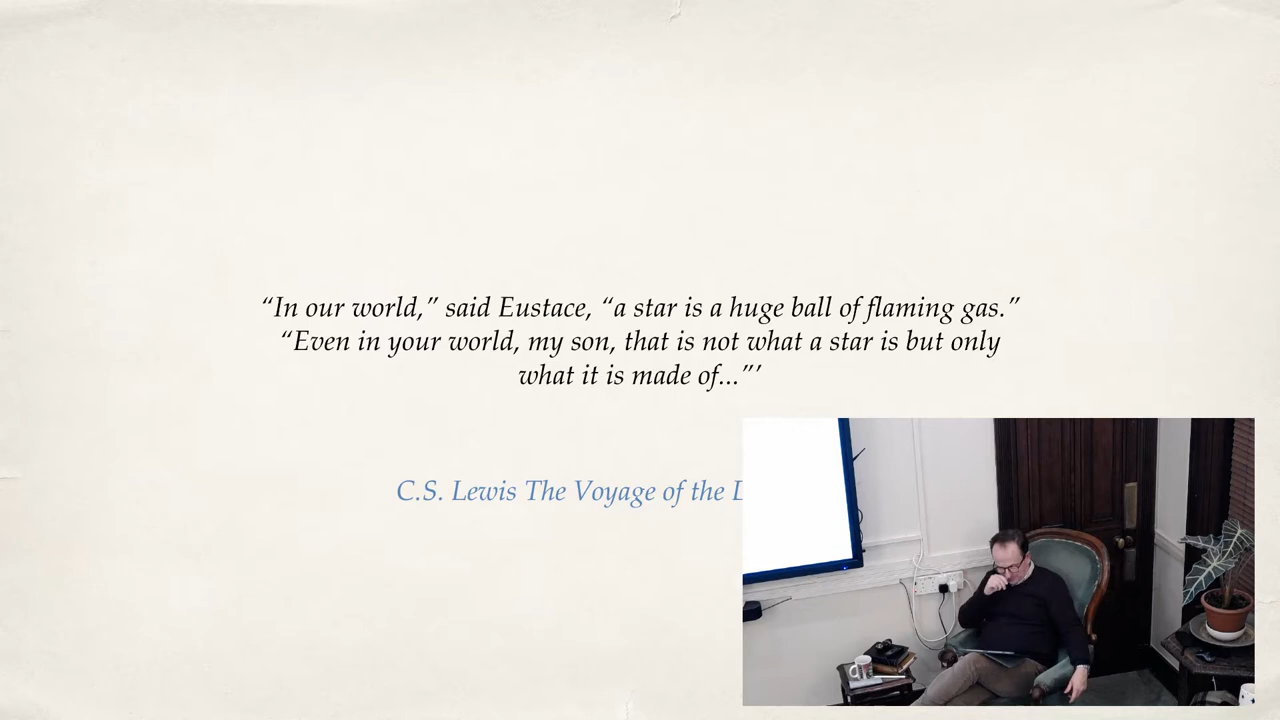 “In our world,” said Eustace, “a star is a huge ball of flaming gas.”
“Even in your world, my son, that is not what a star is but only
what it is made of...”’
C.S. Lewis The Voyage of the